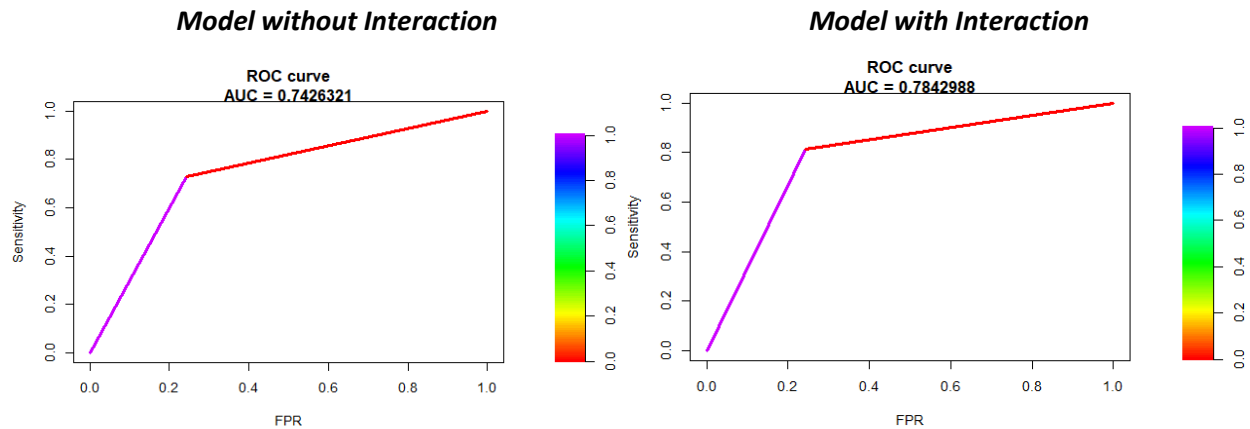 Model without Interaction
ROC curve
AUC = 0.7426321
Sensitivity
0.0 0.2 0.4 0.6 0.8 1.0
0.0 0.2 0.4 0.6 0.8 1.0
FPR
0.0 0.2 0.4 0.6 0.8 1.0
Model with Interaction
ROC curve
AUC = 0.7842988
Sensitivity
0.0 0.2 0.4 0.6 0.8 1.0
0.0 0.2 0.4 0.6 0.8 1.0
FPR
0.0 0.2 0.4 0.6 0.8 1.0